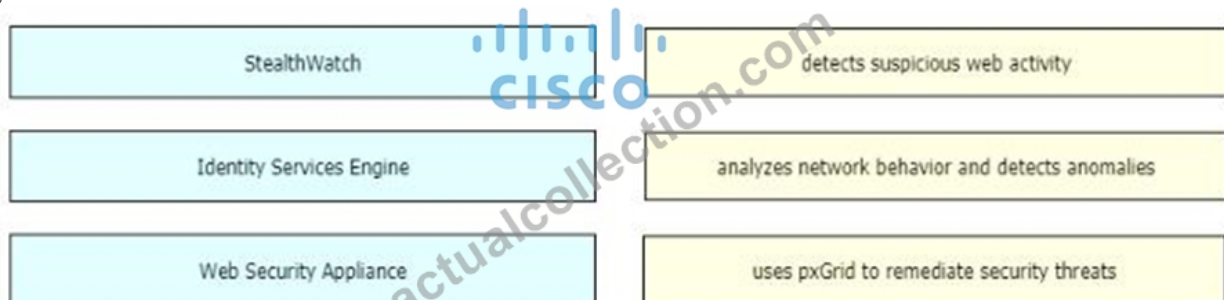 CISCO
StealthWatch
detects suspicious web activity
Identity Services Engine
analyzes network behavior and detects anomalies
Web Security Appliance
uses pxGrid to remediate security threats
actualcollection.com